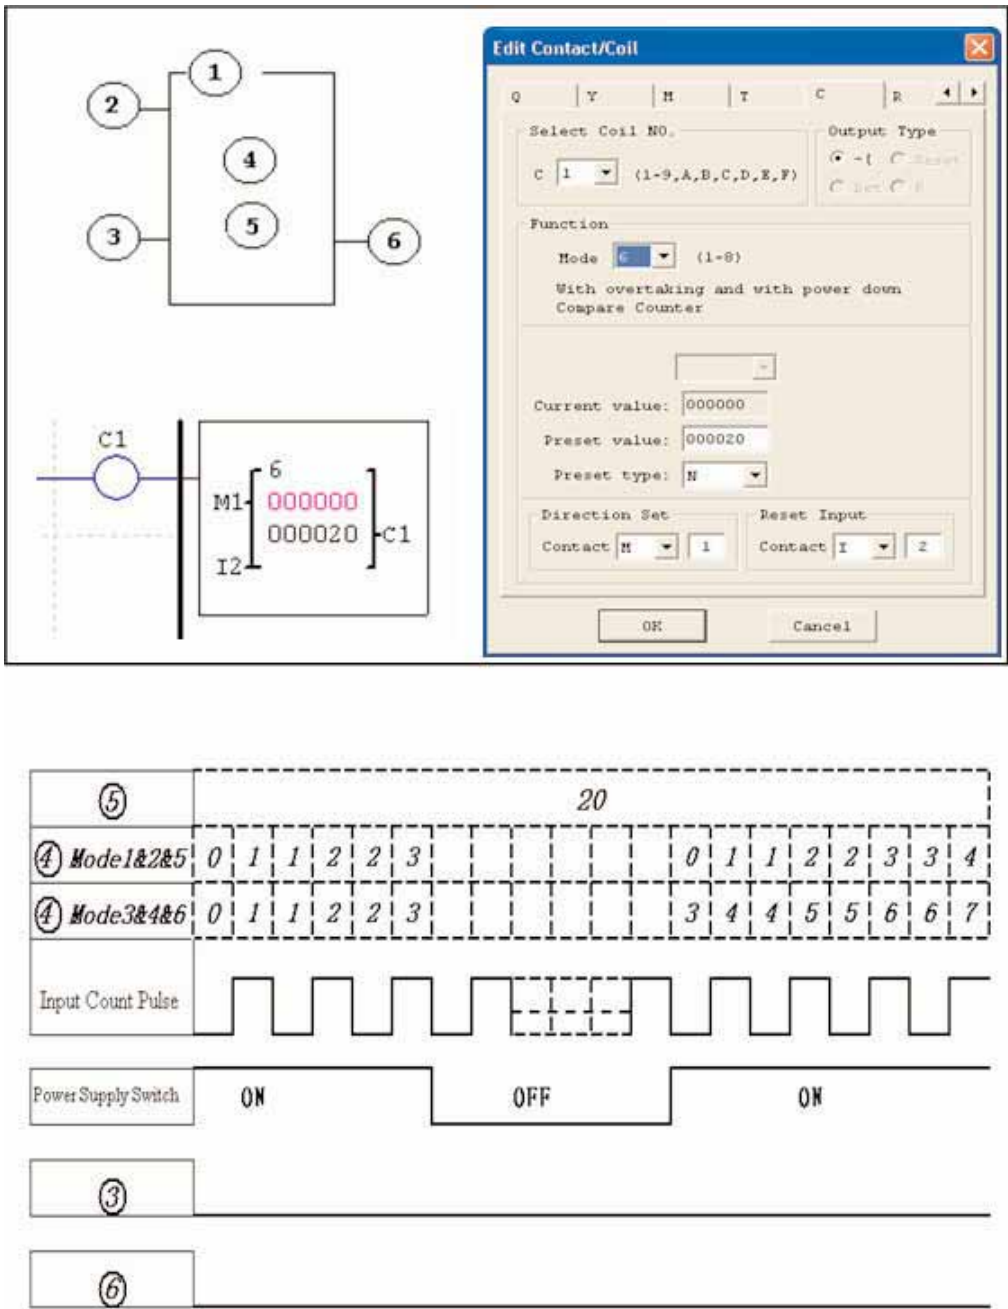 1
2
4
3
5
6
C1
6
M1
000000
000020
C1
I2
Edit Contact/Coil
Q Y M T C R
Select Coil NO.
C 1 (1-9,A,B,C,D,E,F)
Output Type
-( Reset
Set P
Function
Mode 6 (1-8)
With overtaking and with power down
Compare Counter
Current value: 000000
Preset value: 000020
Preset type: N
Direction Set
Contact M 1
Reset Input
Contact I 2
OK Cancel
⑤ 20
④ Mode1&2&5 0 1 1 2 2 3 0 1 1 2 2 3 3 4
④ Mode3&4&6 0 1 1 2 2 3 3 4 4 5 5 6 6 7
Input Count Pulse
Power Supply Switch ON OFF ON
③
⑥